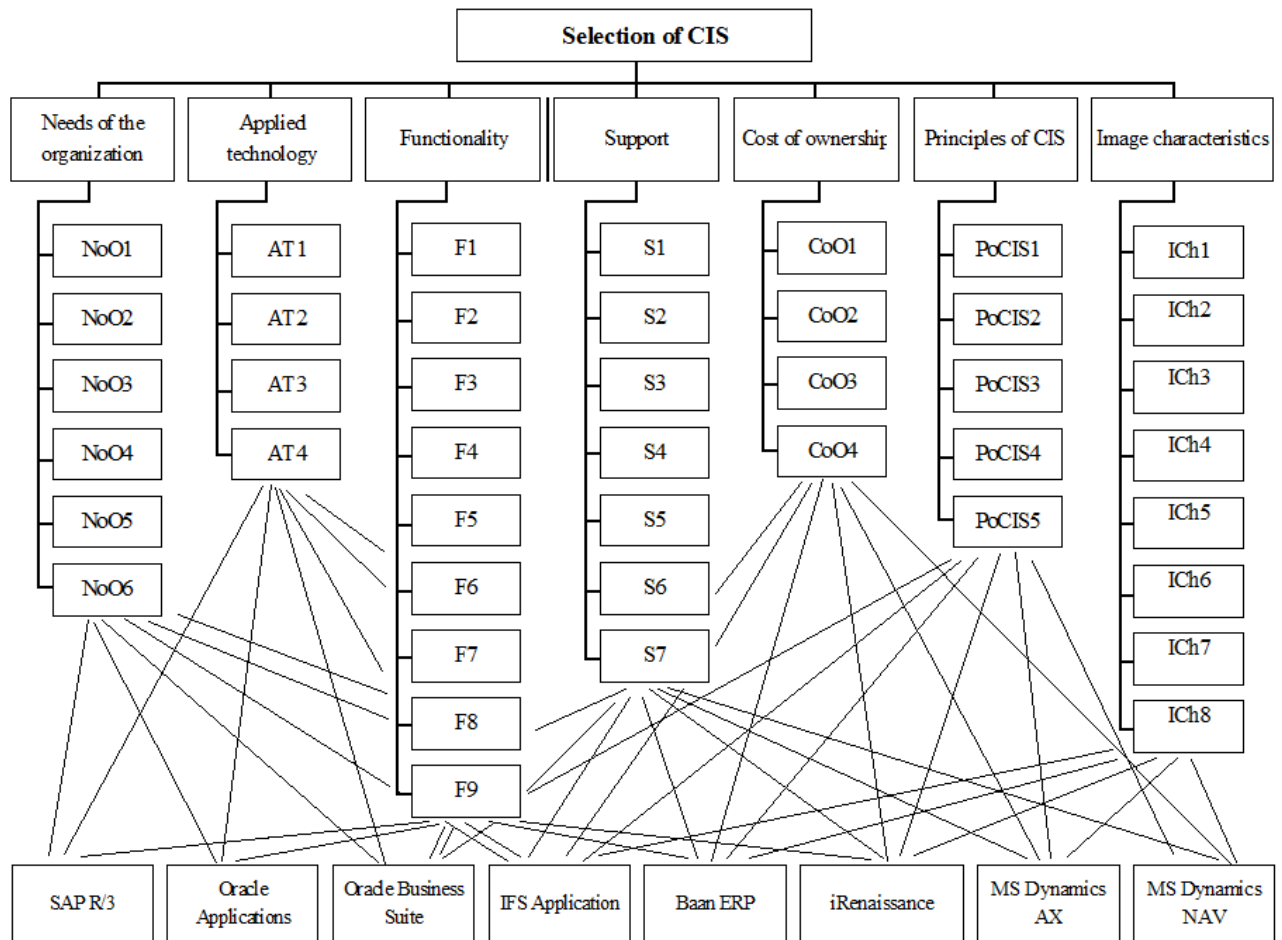 Selection of CIS
Needs of the
organization
Applied
technology
Functionality
Support
Cost of ownership
Principles of CIS
Image characteristics
NoO1
NoO2
NoO3
NoO4
NoO5
NoO6
AT1
AT2
AT3
AT4
F1
F2
F3
F4
F5
F6
F7
F8
F9
S1
S2
S3
S4
S5
S6
S7
CoO1
CoO2
CoO3
CoO4
PoCIS1
PoCIS2
PoCIS3
PoCIS4
PoCIS5
ICh1
ICh2
ICh3
ICh4
ICh5
ICh6
ICh7
ICh8
SAP R/3
Oracle
Applications
Oracle Business
Suite
IFS Application
Baan ERP
iRenaissance
MS Dynamics
AX
MS Dynamics
NAV